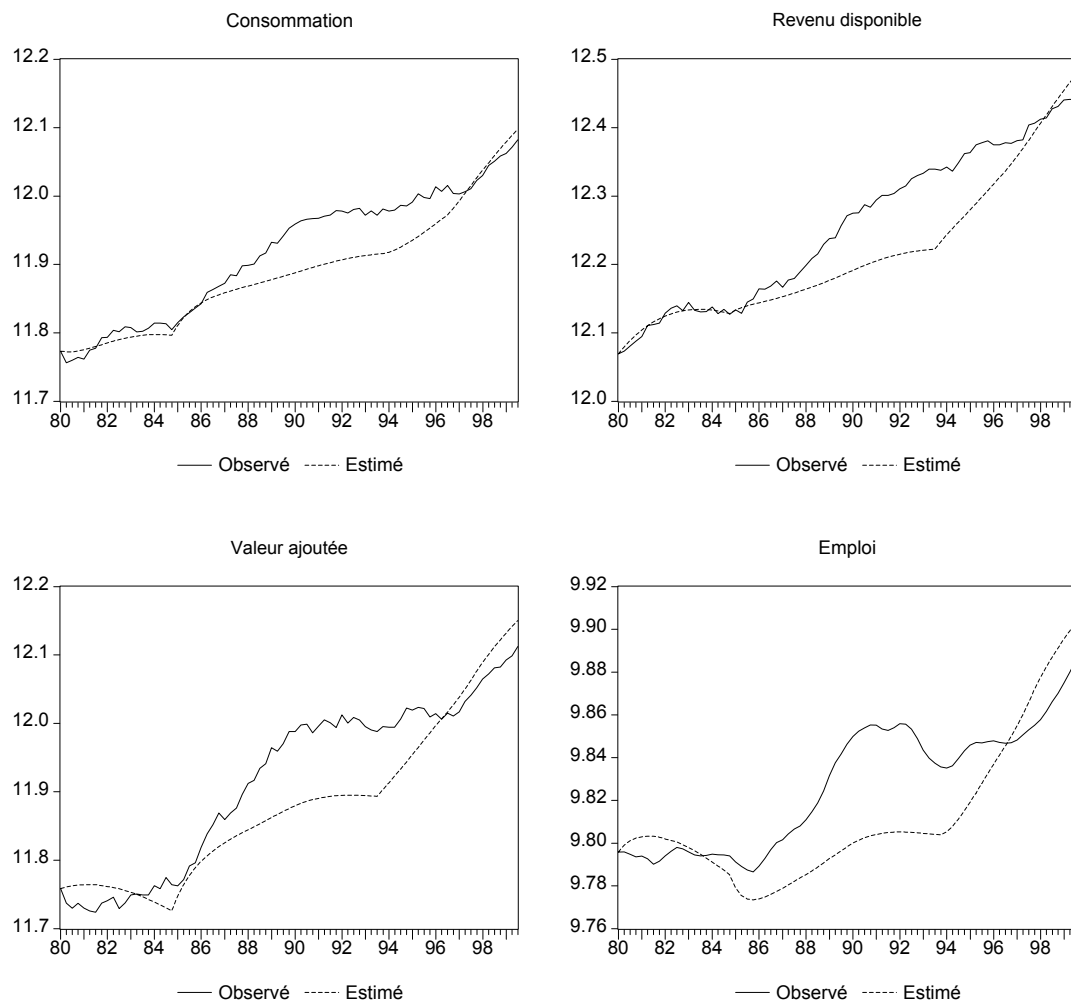 Consommation
12.2
12.1
12.0
11.9
11.8
11.7
80 82 84 86 88 90 92 94 96 98
Observé Estimé
Revenu disponible
12.5
12.4
12.3
12.2
12.1
12.0
80 82 84 86 88 90 92 94 96 98
Observé Estimé
Valeur ajoutée
12.2
12.1
12.0
11.9
11.8
11.7
80 82 84 86 88 90 92 94 96 98
Observé Estimé
Emploi
9.92
9.90
9.88
9.86
9.84
9.82
9.80
9.78
9.76
80 82 84 86 88 90 92 94 96 98
Observé Estimé